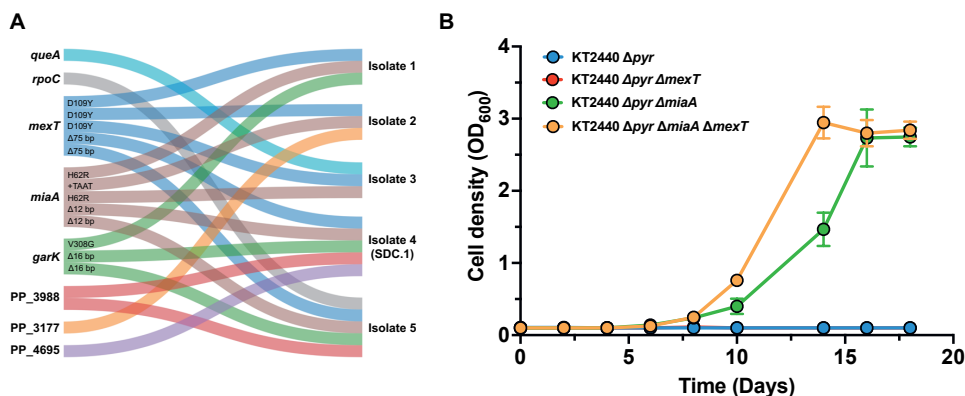 A
queA
rpoC
mexT
D109Y
D109Y
D109Y
Δ75 bp
Δ75 bp
miaA
H62R
+TAAT
H62R
Δ12 bp
Δ12 bp
garK
V308G
Δ16 bp
Δ16 bp
PP_3988
PP_3177
PP_4695
Isolate 1
Isolate 2
Isolate 3
Isolate 4
(SDC.1)
Isolate 5
B
KT2440 Δpyr
KT2440 Δpyr ΔmexT
KT2440 Δpyr ΔmiaA
KT2440 Δpyr ΔmiaA ΔmexT
Cell density (OD600)
4
3
2
1
0
0 5 10 15 20
Time (Days)